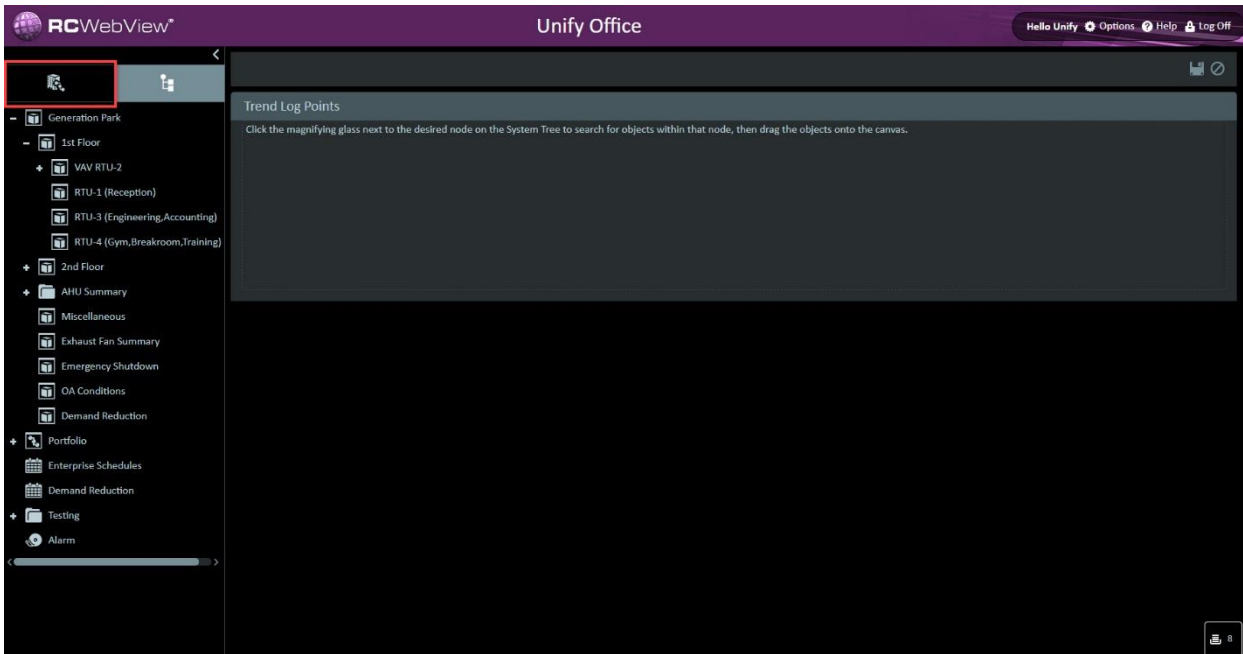 RCWebView®
Unify Office
Hello Unify Options Help Log Off
Generation Park
1st Floor
VAV RTU-2
RTU-1 (Reception)
RTU-3 (Engineering,Accounting)
RTU-4 (Gym,Breakroom,Training)
2nd Floor
AHU Summary
Miscellaneous
Exhaust Fan Summary
Emergency Shutdown
OA Conditions
Demand Reduction
Portfolio
Enterprise Schedules
Demand Reduction
Testing
Alarm
Trend Log Points
Click the magnifying glass next to the desired node on the System Tree to search for objects within that node, then drag the objects onto the canvas.
8